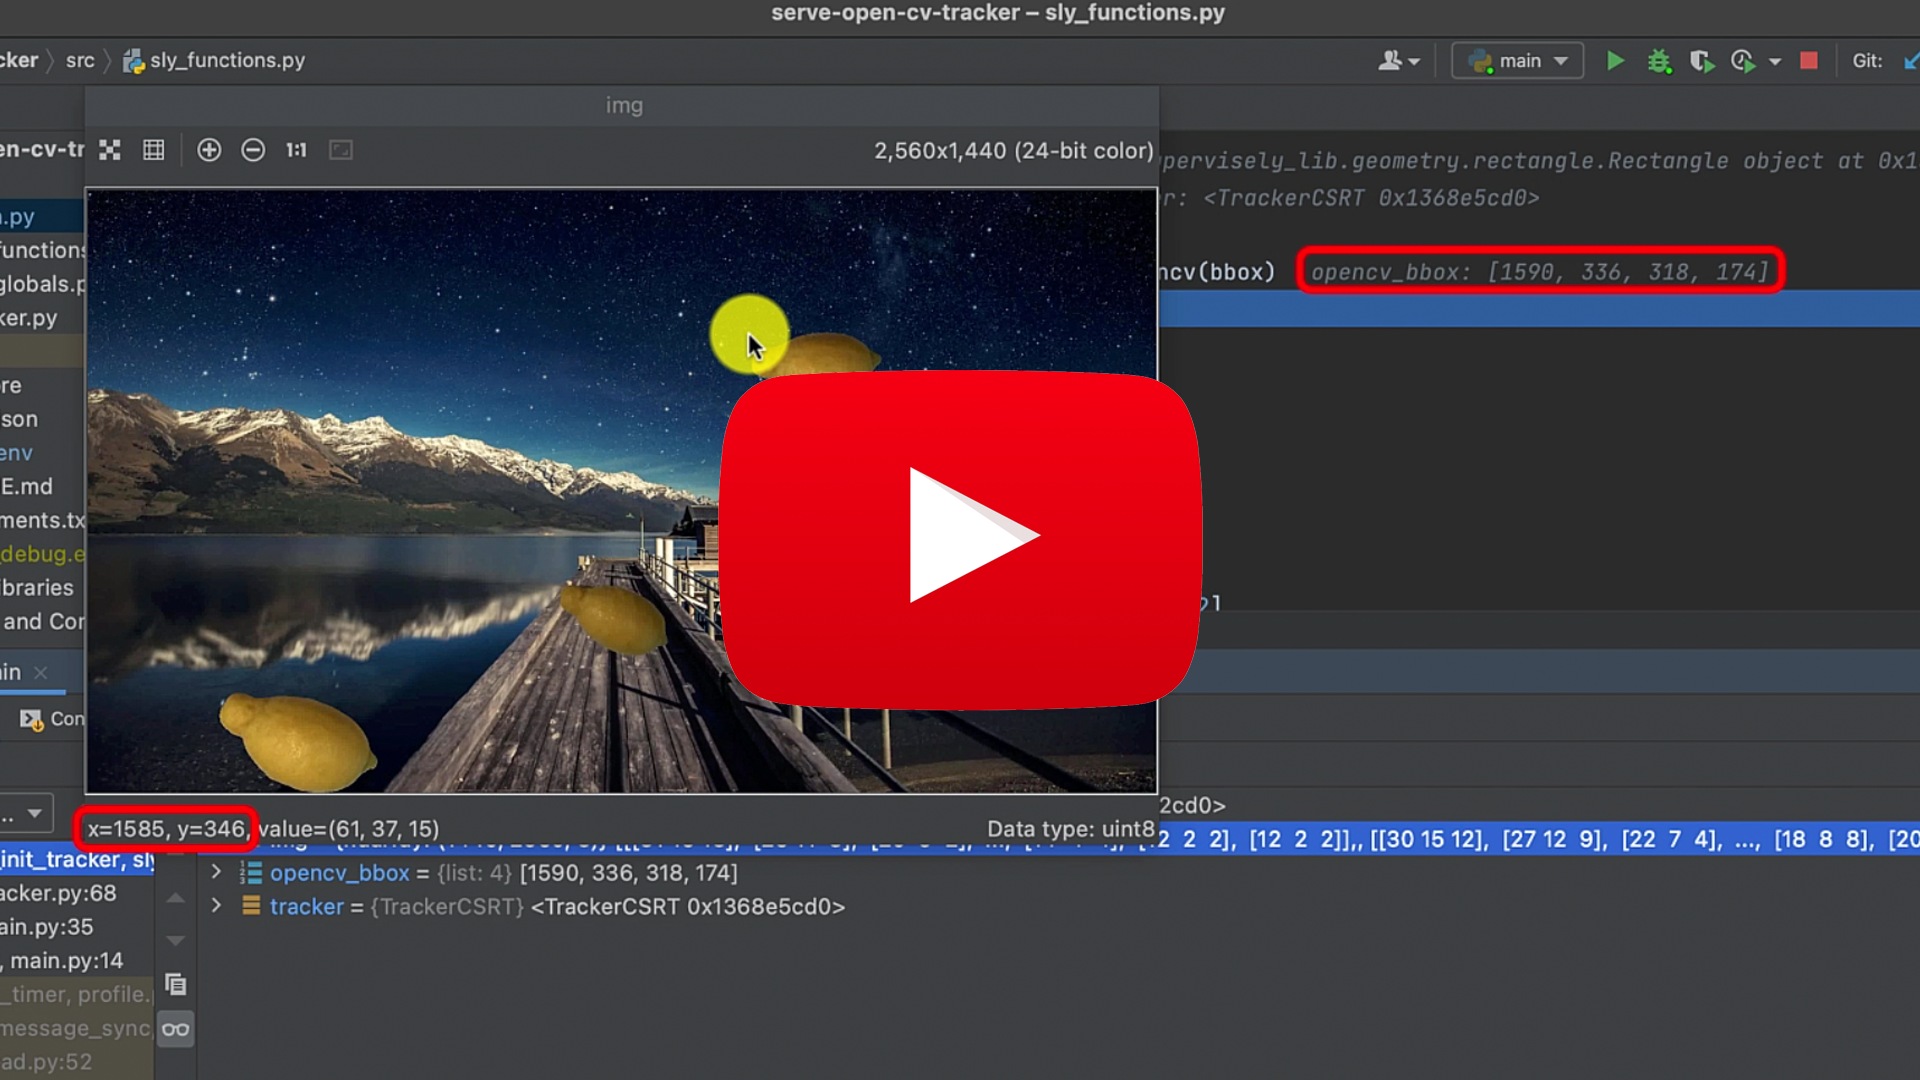 serve-open-cv-tracker – sly_functions.py
cker src sly_functions.py
main
Git:
img
en-cv-tr
1:1
2,560x1,440 (24-bit color)
pervisely_lib.geometry.rectangle.Rectangle object at 0x1
r: <TrackerCSRT 0x1368e5cd0>
.py
functions
ncv(bbox) opencv_bbox: [1590, 336, 318, 174]
globals.p
ker.py
re
son
env
E.md
ments.tx
debug.e
ibraries
and Cor
in
Con
2cd0>
x=1585, y=346, value=(61, 37, 15)
Data type: uint8
2 2 2], [12 2 2]],, [[30 15 12], [27 12 9], [22 7 4], ..., [18 8 8], [20
init_tracker, sly
opencv_bbox = {list: 4} [1590, 336, 318, 174]
acker.py:68
tracker = {TrackerCSRT} <TrackerCSRT 0x1368e5cd0>
ain.py:35
, main.py:14
_timer, profile.
message_sync,
ad.py:52